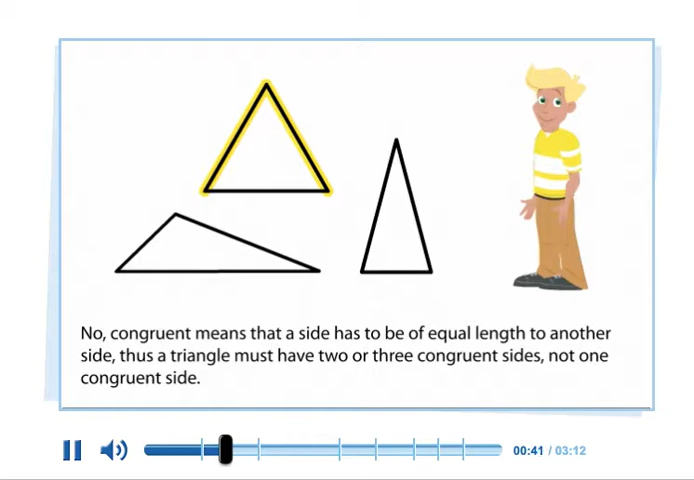 No, congruent means that a side has to be of equal length to another
side, thus a triangle must have two or three congruent sides, not one
congruent side.
00:41 / 03:12